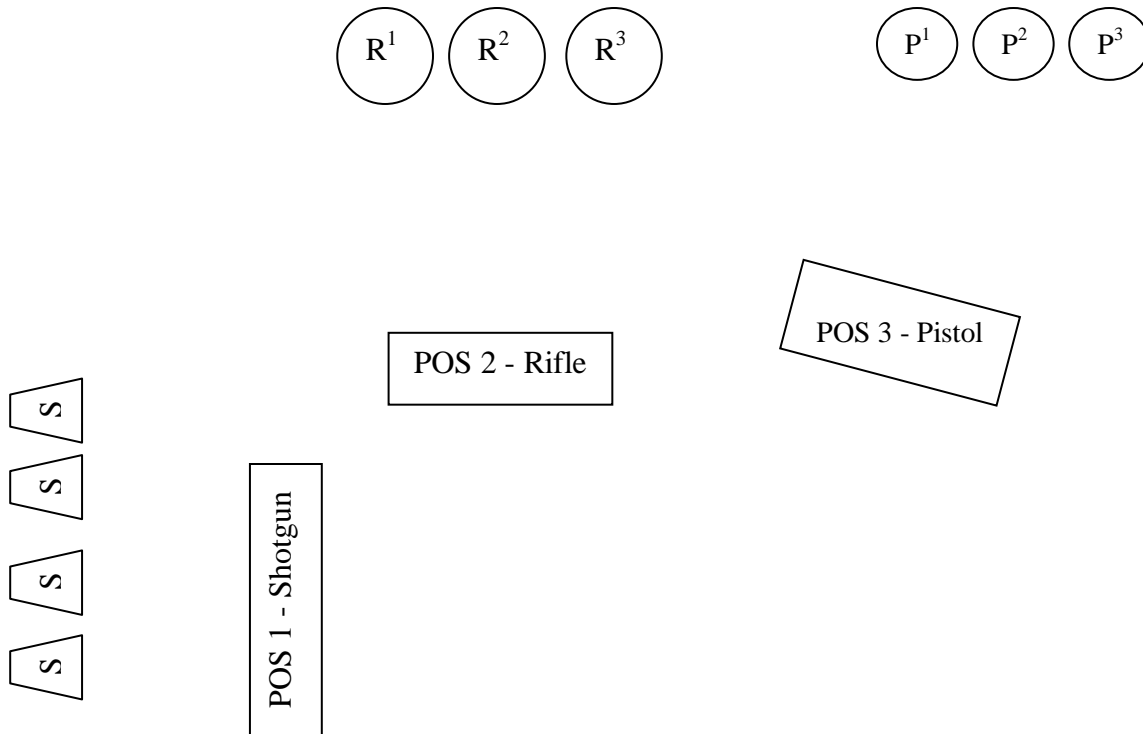 R¹ R² R³ P¹ P² P³
POS 3 - Pistol
POS 2 - Rifle
S
S
S
S
POS 1 - Shotgun